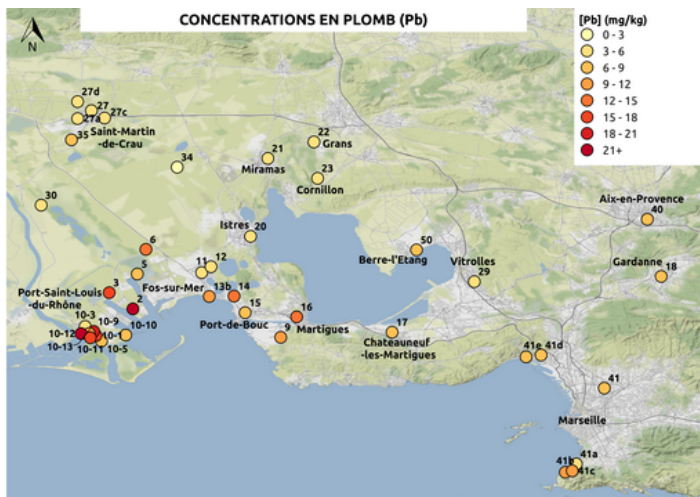 CONCENTRATIONS EN PLOMB (Pb)
N
[Pb] (mg/kg)
0 - 3
3 - 6
6 - 9
9 - 12
12 - 15
15 - 18
18 - 21
21+
27d
27
27c
27a
Saint-Martin
-de-Crau
35
34
21
Miramas
22
Grans
23
Cornillon
30
Aix-en-Provence
40
Istres
20
6
5
12
11
50
Berre-l'Etang
Vitrolles
29
Gardanne
18
3
Port-Saint-Louis
-du-Rhône
2
Fos-sur-Mer
13b
14
15
Port-de-Bouc
16
Martigues
9
17
Chateauneuf
-les-Martigues
10-3
10-9
10-10
10-12
10-1
10-13
10-11
10-5
41e
41d
41
Marseille
41a
41b
41c